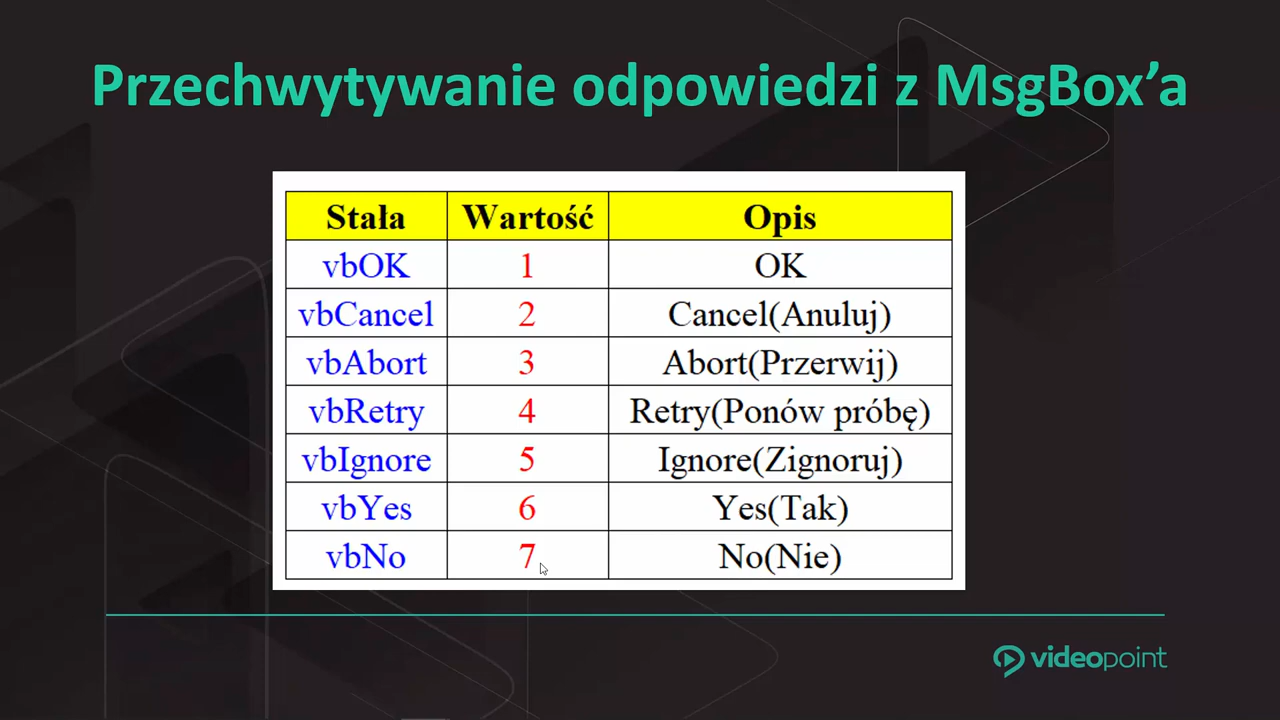 Przechwytywanie odpowiedzi z MsgBox’a
Stała Wartość Opis
vbOK 1 OK
vbCancel 2 Cancel(Anuluj)
vbAbort 3 Abort(Przerwij)
vbRetry 4 Retry(Ponów próbę)
vbIgnore 5 Ignore(Zignoruj)
vbYes 6 Yes(Tak)
vbNo 7 No(Nie)
videopoint